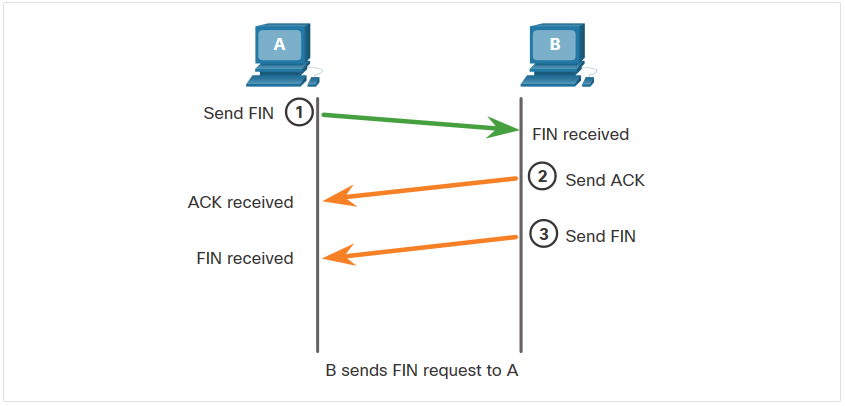 A
B
Send FIN 1
FIN received
2 Send ACK
ACK received
3 Send FIN
FIN received
B sends FIN request to A